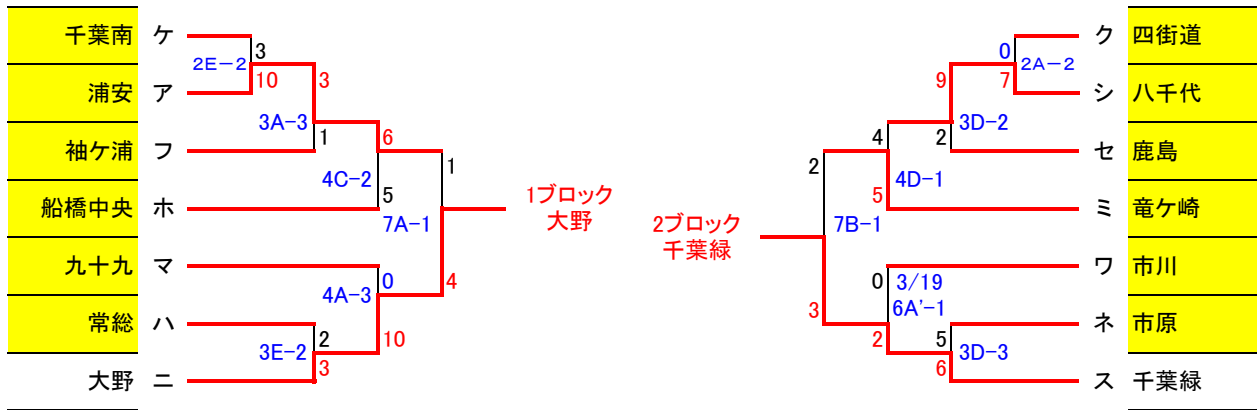 千葉南 ケ
3
2E-2
10
浦安 ア
3
3A-3
1
袖ケ浦 フ
6
4C-2
5
船橋中央 ホ
1
7A-1
1ブロック
大野
九十九 マ
0
4A-3
4
常総 ハ
2
3E-2
10
3
大野 ニ
ク 四街道
0
2A-2
9
7
シ 八千代
3D-2
4
2
セ 鹿島
2
4D-1
5
ミ 竜ケ崎
7B-1
2ブロック
千葉緑
ワ 市川
0
3/19
6A'-1
3
ネ 市原
2
5
3D-3
6
ス 千葉緑